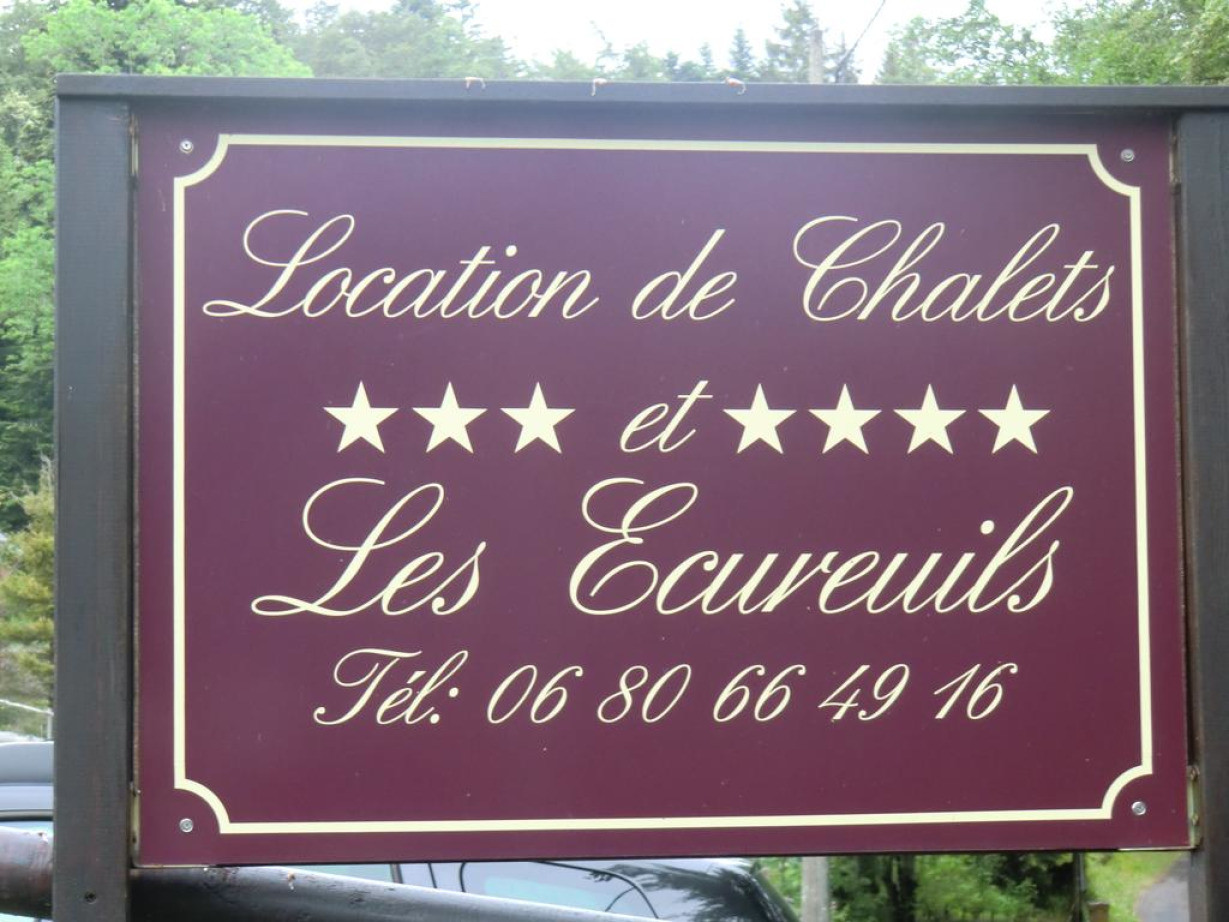 Location de Chalets
★★★ et ★★★★
Les Ecureuils
Tél: 06 80 66 49 16